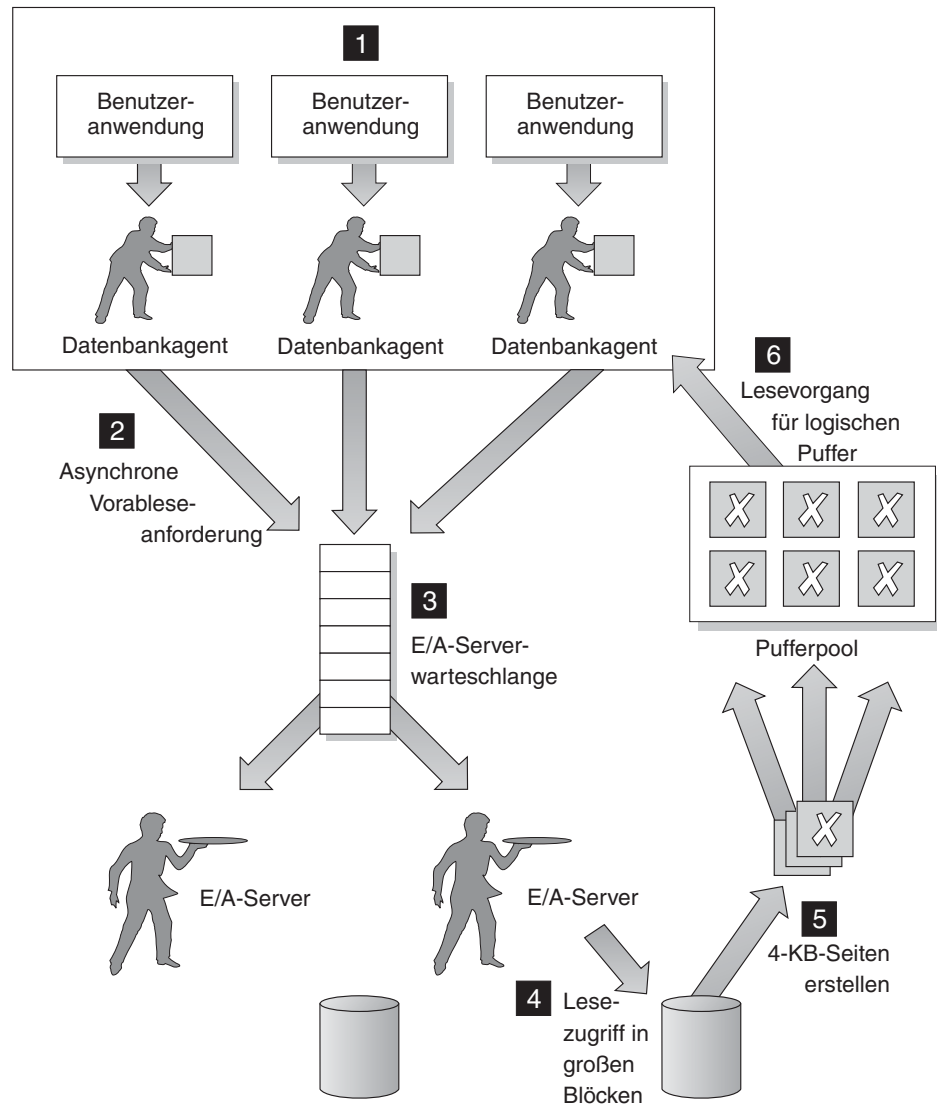 1
Benutzer-
anwendung
Benutzer-
anwendung
Benutzer-
anwendung
Datenbankagent
Datenbankagent
Datenbankagent
2
Asynchrone
Vorablese-
anforderung
3
E/A-Server-
warteschlange
E/A-Server
E/A-Server
4
Lese-
zugriff in
großen
Blöcken
5
4-KB-Seiten
erstellen
6
Lesevorgang
für logischen
Puffer
X
X
X
X
X
X
Pufferpool
X